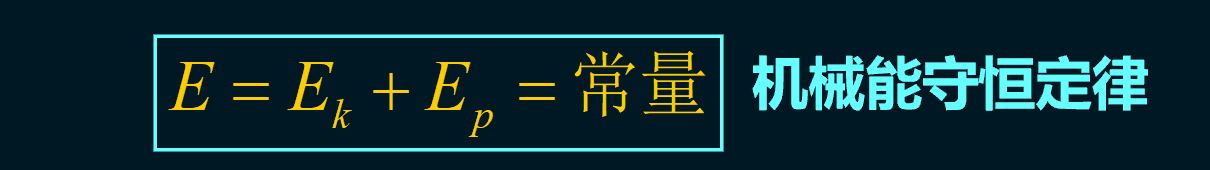 E = E_k + E_p = 常量 机械能守恒定律